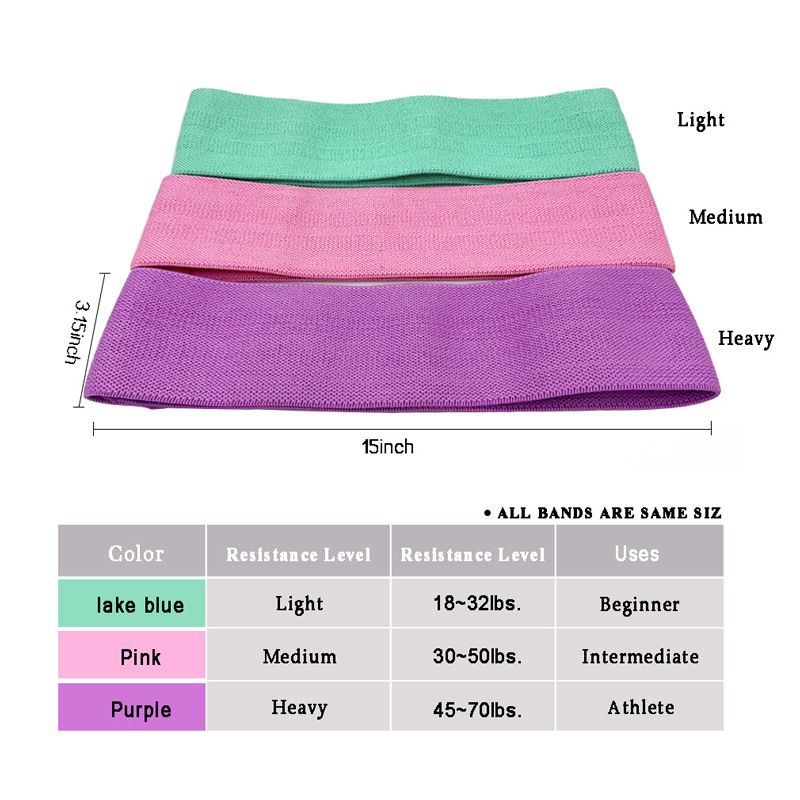 Light
Medium
3.15inch
Heavy
15inch
• ALL BANDS ARE SAME SIZ
Color Resistance Level Resistance Level Uses
lake blue Light 18~32lbs. Beginner
Pink Medium 30~50lbs. Intermediate
Purple Heavy 45~70lbs. Athlete